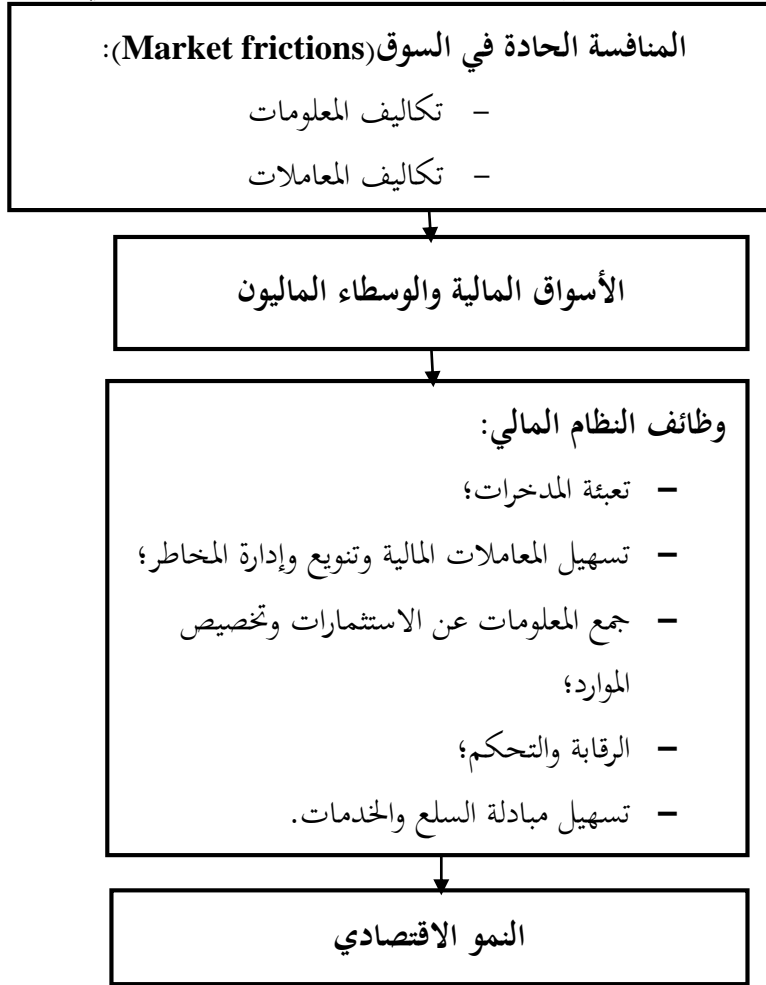 المنافسة الحادة في السوق(Market frictions):
– تكاليف المعلومات
– تكاليف المعاملات
الأسواق المالية والوسطاء الماليون
وظائف النظام المالي:
– تعبئة المدخرات؛
– تسهيل المعاملات المالية وتنويع وإدارة المخاطر؛
– جمع المعلومات عن الاستثمارات وتخصيص
الموارد؛
– الرقابة والتحكم؛
– تسهيل مبادلة السلع والخدمات.
النمو الاقتصادي